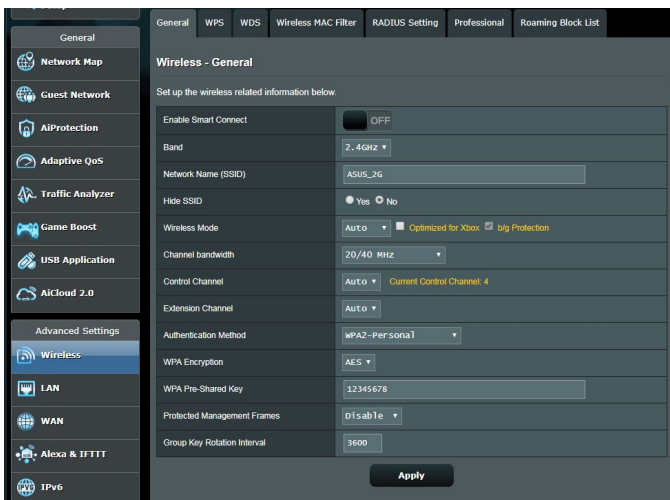 General
Network Map
Guest Network
AiProtection
Adaptive QoS
Traffic Analyzer
Game Boost
USB Application
AiCloud 2.0
Advanced Settings
Wireless
LAN
WAN
Alexa & IFTTT
IPv6
General WPS WDS Wireless MAC Filter RADIUS Setting Professional Roaming Block List
Wireless - General
Set up the wireless related information below.
Enable Smart Connect OFF
Band 2.4GHz
Network Name (SSID) ASUS_2G
Hide SSID Yes No
Wireless Mode Auto Optimized for Xbox b/g Protection
Channel bandwidth 20/40 MHz
Control Channel Auto Current Control Channel: 4
Extension Channel Auto
Authentication Method WPA2-Personal
WPA Encryption AES
WPA Pre-Shared Key 12345678
Protected Management Frames Disable
Group Key Rotation Interval 3600
Apply